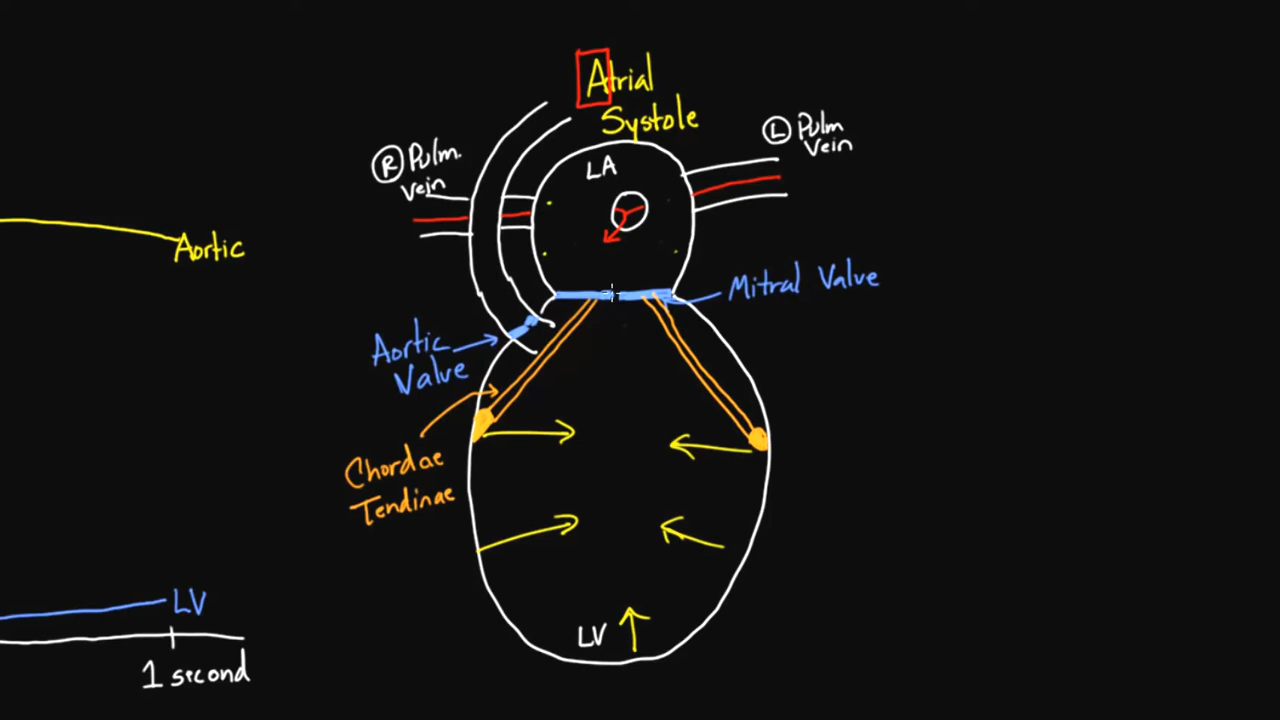 Atrial
Systole
Ⓡ Pulm.
vein
Ⓛ Pulm
vein
LA
Aortic
Mitral Valve
Aortic
Valve
Chordae
Tendinae
LV
LV
1 second